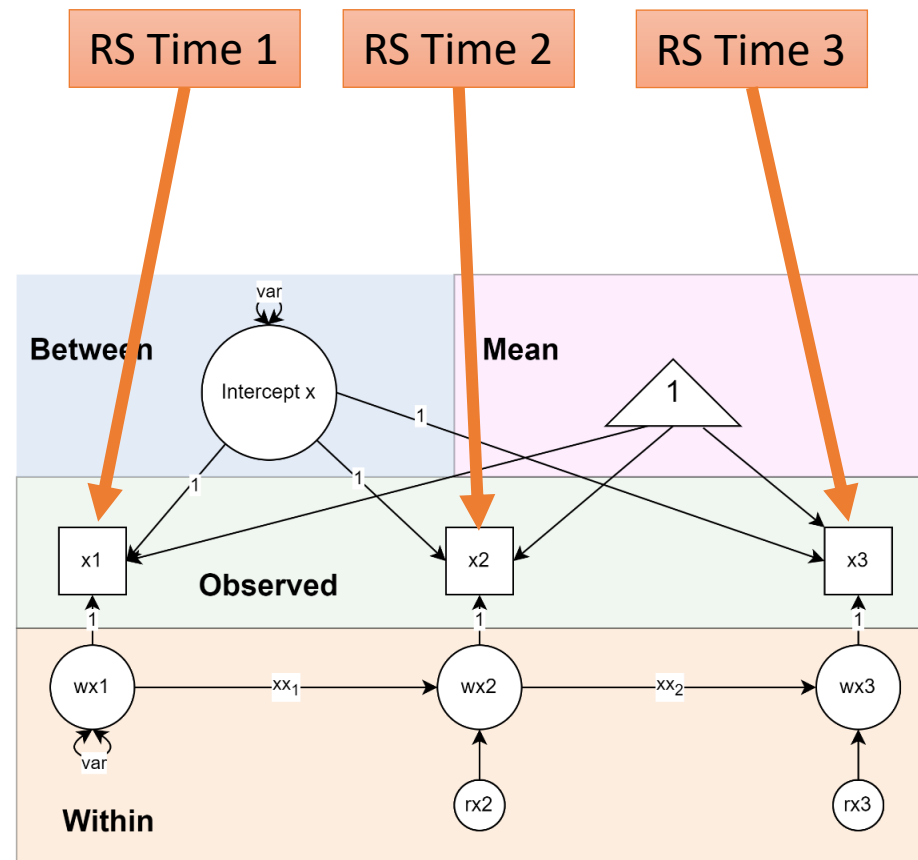 RS Time 1
RS Time 2
RS Time 3
var
Between
Mean
Intercept x
1
1
1
1
x1
x2
x3
Observed
1
1
1
wx1
xx1
wx2
xx2
wx3
var
rx2
rx3
Within